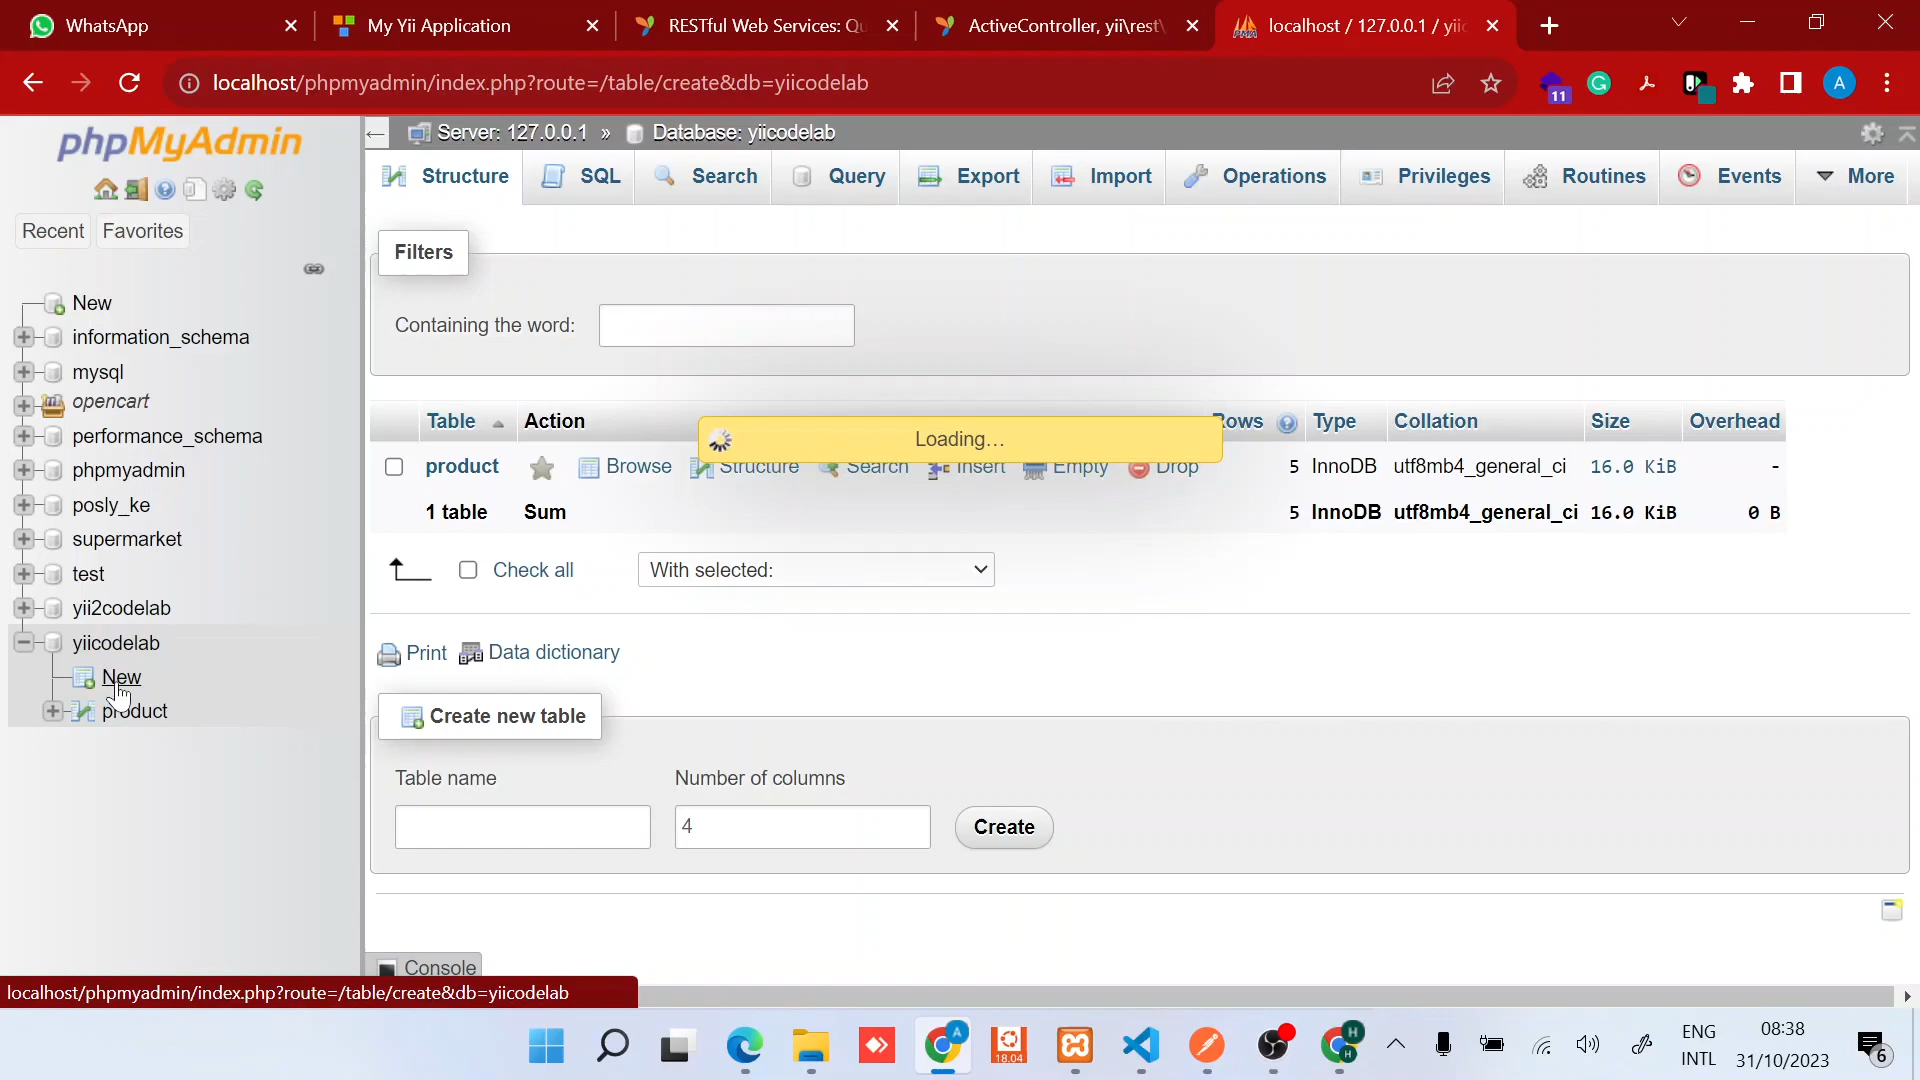 WhatsApp
My Yii Application
RESTful Web Services: Qu
ActiveController, yii\rest\
localhost / 127.0.0.1 / yiic
localhost/phpmyadmin/index.php?route=/table/create&db=yiicodelab
11
G
A
phpMyAdmin
Server: 127.0.0.1 » Database: yiicodelab
Structure SQL Search Query Export Import Operations Privileges Routines Events More
Recent Favorites
New
information_schema
mysql
opencart
performance_schema
phpmyadmin
posly_ke
supermarket
test
yii2codelab
yiicodelab
New
product
Filters
Containing the word:
Table Action Rows Type Collation Size Overhead
Loading...
product Browse Structure Search Insert Empty Drop 5 InnoDB utf8mb4_general_ci 16.0 KiB -
1 table Sum 5 InnoDB utf8mb4_general_ci 16.0 KiB 0 B
Check all With selected:
Print Data dictionary
Create new table
Table name Number of columns
4 Create
Console
localhost/phpmyadmin/index.php?route=/table/create&db=yiicodelab
A
18.04
H
H
ENG
INTL
08:38
31/10/2023
6